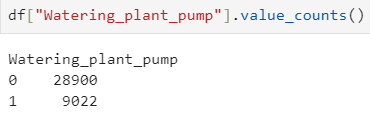 df["Watering_plant_pump"].value_counts()
Watering_plant_pump
0    28900
1     9022